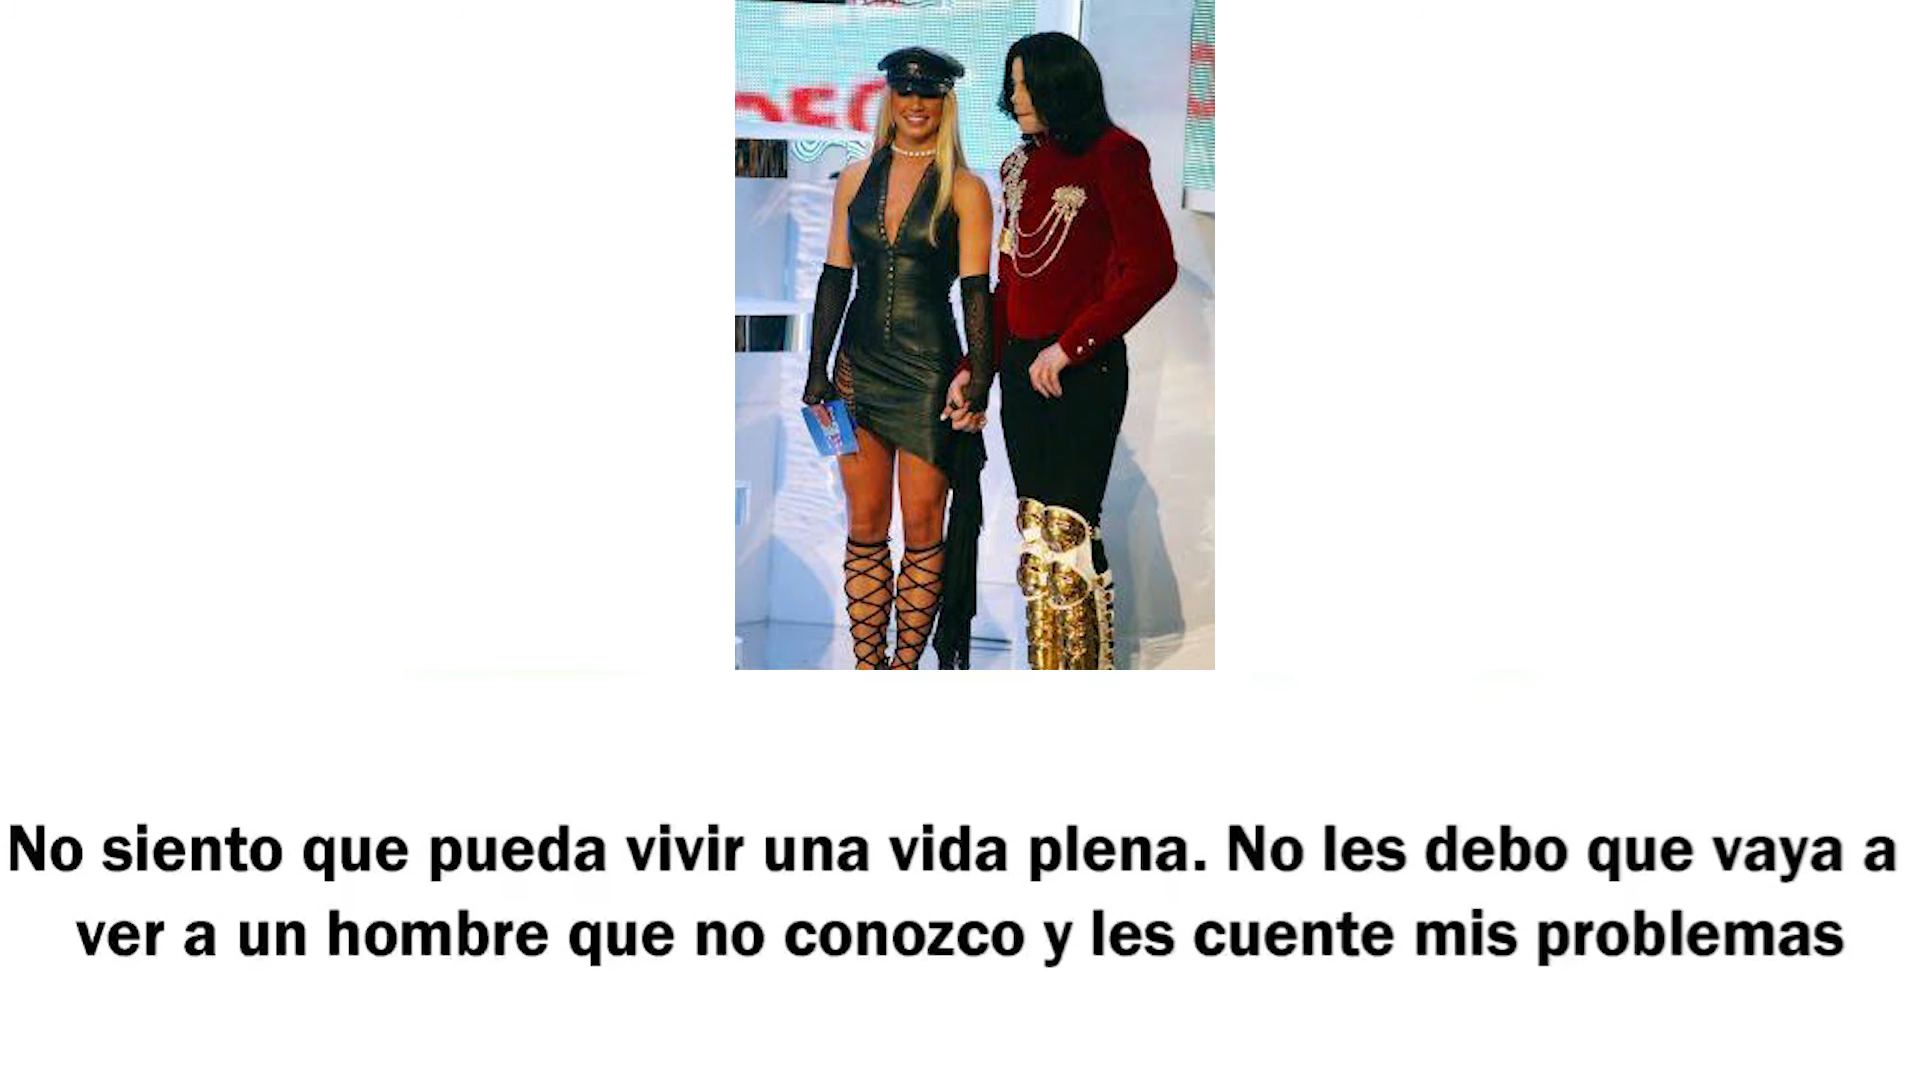 No siento que pueda vivir una vida plena. No les debo que vaya a
ver a un hombre que no conozco y les cuente mis problemas